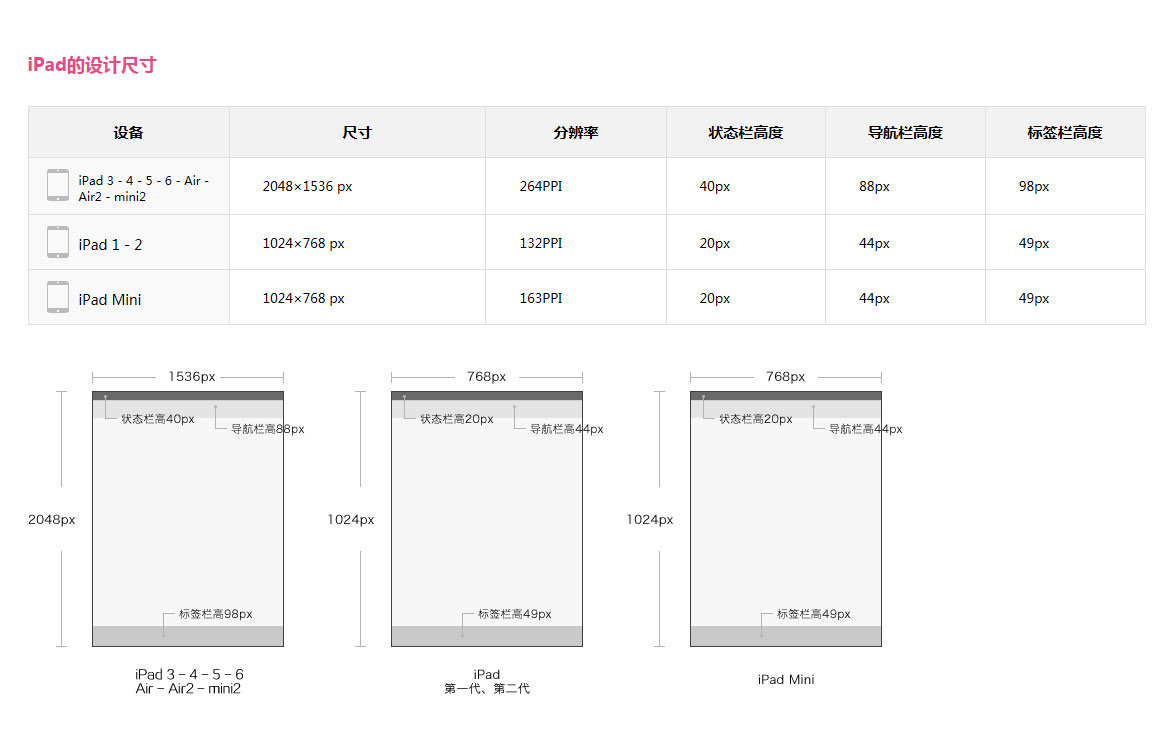 iPad的设计尺寸
设备 尺寸 分辨率 状态栏高度 导航栏高度 标签栏高度
iPad 3 - 4 - 5 - 6 - Air -
Air2 - mini2
2048×1536 px 264PPI 40px 88px 98px
iPad 1 - 2 1024×768 px 132PPI 20px 44px 49px
iPad Mini 1024×768 px 163PPI 20px 44px 49px
1536px
状态栏高40px
导航栏高88px
2048px
标签栏高98px
iPad 3 – 4 – 5 – 6
Air – Air2 – mini2
768px
状态栏高20px
导航栏高44px
1024px
标签栏高49px
iPad
第一代、第二代
768px
状态栏高20px
导航栏高44px
1024px
标签栏高49px
iPad Mini